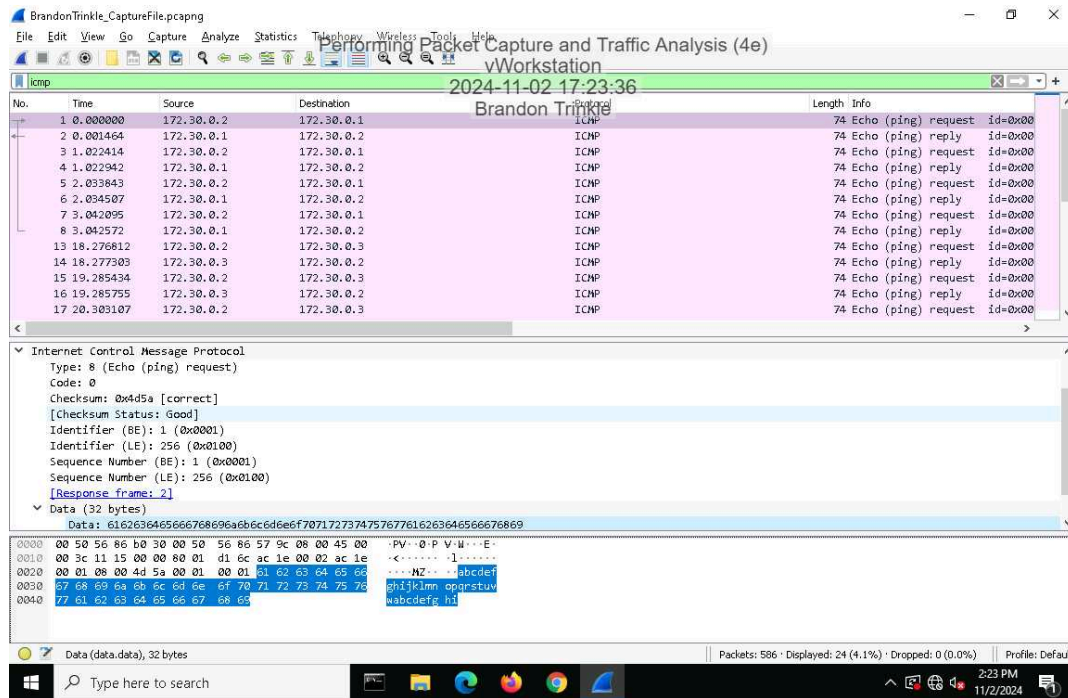 BrandonTrinkle_CaptureFile.pcapng
File Edit View Go Capture Analyze Statistics Telephony Wireless Tools Help
Performing Packet Capture and Traffic Analysis (4e)
vWorkstation
2024-11-02 17:23:36
Brandon Trinkle
icmp
No. Time Source Destination Protocol Length Info
1 0.000000 172.30.0.2 172.30.0.1 ICMP 74 Echo (ping) request id=0x00
2 0.001464 172.30.0.1 172.30.0.2 ICMP 74 Echo (ping) reply id=0x00
3 1.022414 172.30.0.2 172.30.0.1 ICMP 74 Echo (ping) request id=0x00
4 1.022942 172.30.0.1 172.30.0.2 ICMP 74 Echo (ping) reply id=0x00
5 2.033843 172.30.0.2 172.30.0.1 ICMP 74 Echo (ping) request id=0x00
6 2.034507 172.30.0.1 172.30.0.2 ICMP 74 Echo (ping) reply id=0x00
7 3.042095 172.30.0.2 172.30.0.1 ICMP 74 Echo (ping) request id=0x00
8 3.042572 172.30.0.1 172.30.0.2 ICMP 74 Echo (ping) reply id=0x00
13 18.276812 172.30.0.2 172.30.0.3 ICMP 74 Echo (ping) request id=0x00
14 18.277303 172.30.0.3 172.30.0.2 ICMP 74 Echo (ping) reply id=0x00
15 19.285434 172.30.0.2 172.30.0.3 ICMP 74 Echo (ping) request id=0x00
16 19.285755 172.30.0.3 172.30.0.2 ICMP 74 Echo (ping) reply id=0x00
17 20.303107 172.30.0.2 172.30.0.3 ICMP 74 Echo (ping) request id=0x00
Internet Control Message Protocol
Type: 8 (Echo (ping) request)
Code: 0
Checksum: 0x4d5a [correct]
[Checksum Status: Good]
Identifier (BE): 1 (0x0001)
Identifier (LE): 256 (0x0100)
Sequence Number (BE): 1 (0x0001)
Sequence Number (LE): 256 (0x0100)
[Response frame: 2]
Data (32 bytes)
Data: 6162636465666768696a6b6c6d6e6f7071727374757677616263646566676869
0000 00 50 56 86 b0 30 00 50 56 86 57 9c 08 00 45 00 ·PV··0·P V·W···E·
0010 00 3c 11 15 00 00 80 01 d1 6c ac 1e 00 02 ac 1e ·<······ ·l······
0020 00 01 08 00 4d 5a 00 01 00 01 61 62 63 64 65 66 ····MZ·· ··abcdef
0030 67 68 69 6a 6b 6c 6d 6e 6f 70 71 72 73 74 75 76 ghijklmn opqrstuv
0040 77 61 62 63 64 65 66 67 68 69 wabcdefg hi
Data (data.data), 32 bytes Packets: 586 · Displayed: 24 (4.1%) · Dropped: 0 (0.0%) Profile: Defau
Type here to search
2:23 PM
11/2/2024
1